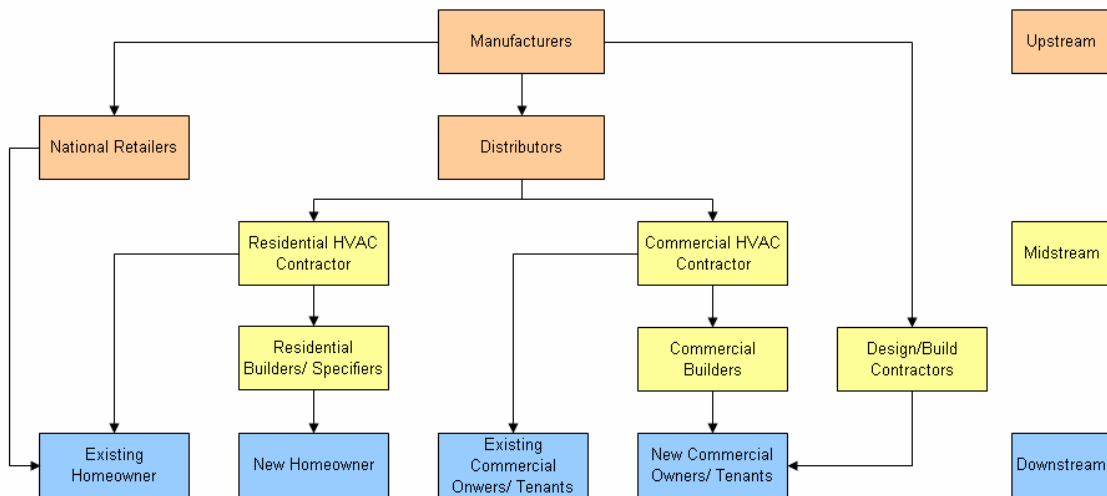 Manufacturers
Upstream
National Retailers
Distributors
Residential HVAC
Contractor
Commercial HVAC
Contractor
Midstream
Residential
Builders/ Specifiers
Commercial
Builders
Design/Build
Contractors
Existing
Homeowner
New Homeowner
Existing
Commercial
Onwers/ Tenants
New Commercial
Owners/ Tenants
Downstream